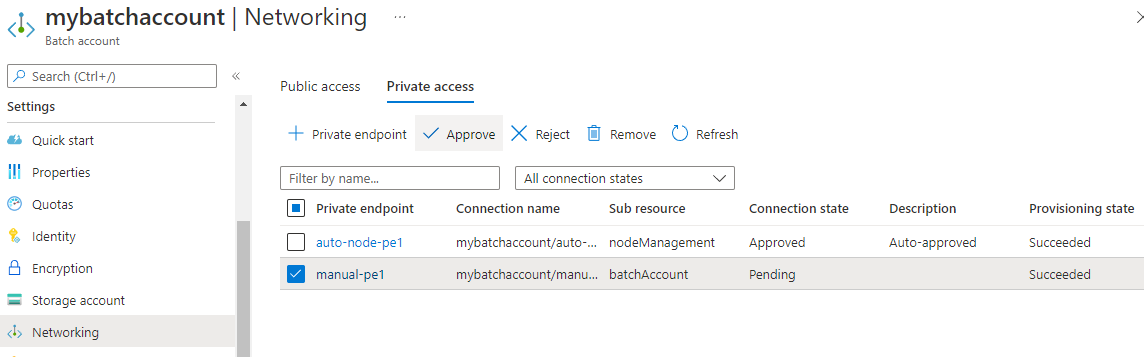 mybatchaccount | Networking ...
Batch account
Search (Ctrl+/)
«
Settings
Quick start
Properties
Quotas
Identity
Encryption
Storage account
Networking
Public access Private access
Private endpoint Approve Reject Remove Refresh
Filter by name... All connection states
Private endpoint Connection name Sub resource Connection state Description Provisioning state
auto-node-pe1 mybatchaccount/auto-... nodeManagement Approved Auto-approved Succeeded
manual-pe1 mybatchaccount/manu... batchAccount Pending Succeeded